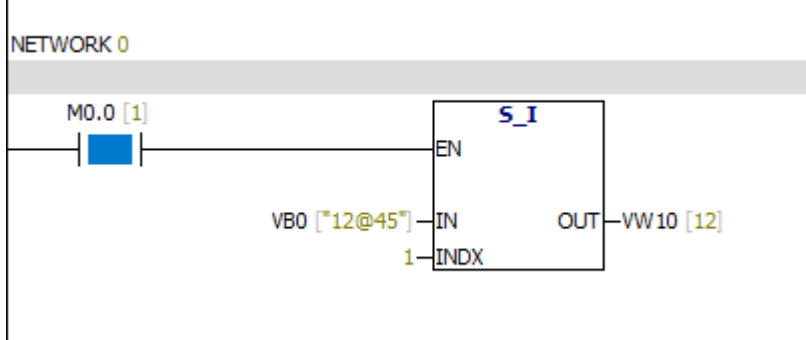 NETWORK 0
M0.0 [1]
S_I
EN
VB0 ["12@45"] IN OUT VW10 [12]
1 INDX